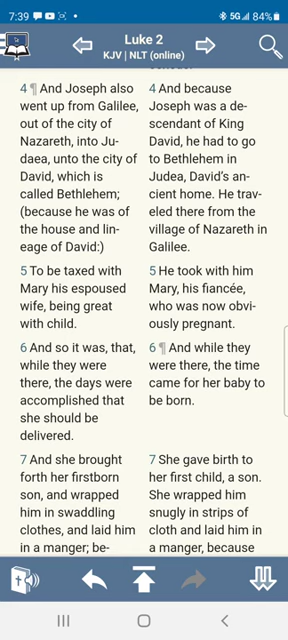 7:39
5G 84%
Luke 2
KJV | NLT (online)
4 ¶ And Joseph also
went up from Galilee,
out of the city of
Nazareth, into Ju-
daea, unto the city of
David, which is
called Bethlehem;
(because he was of
the house and lin-
eage of David:)
5 To be taxed with
Mary his espoused
wife, being great
with child.
6 And so it was, that,
while they were
there, the days were
accomplished that
she should be
delivered.
7 And she brought
forth her firstborn
son, and wrapped
him in swaddling
clothes, and laid him
in a manger; be-
4 And because
Joseph was a de-
scendant of King
David, he had to go
to Bethlehem in
Judea, David's an-
cient home. He trav-
eled there from the
village of Nazareth in
Galilee.
5 He took with him
Mary, his fiancée,
who was now obvi-
ously pregnant.
6 ¶ And while they
were there, the time
came for her baby to
be born.
7 She gave birth to
her first child, a son.
She wrapped him
snugly in strips of
cloth and laid him in
a manger, because